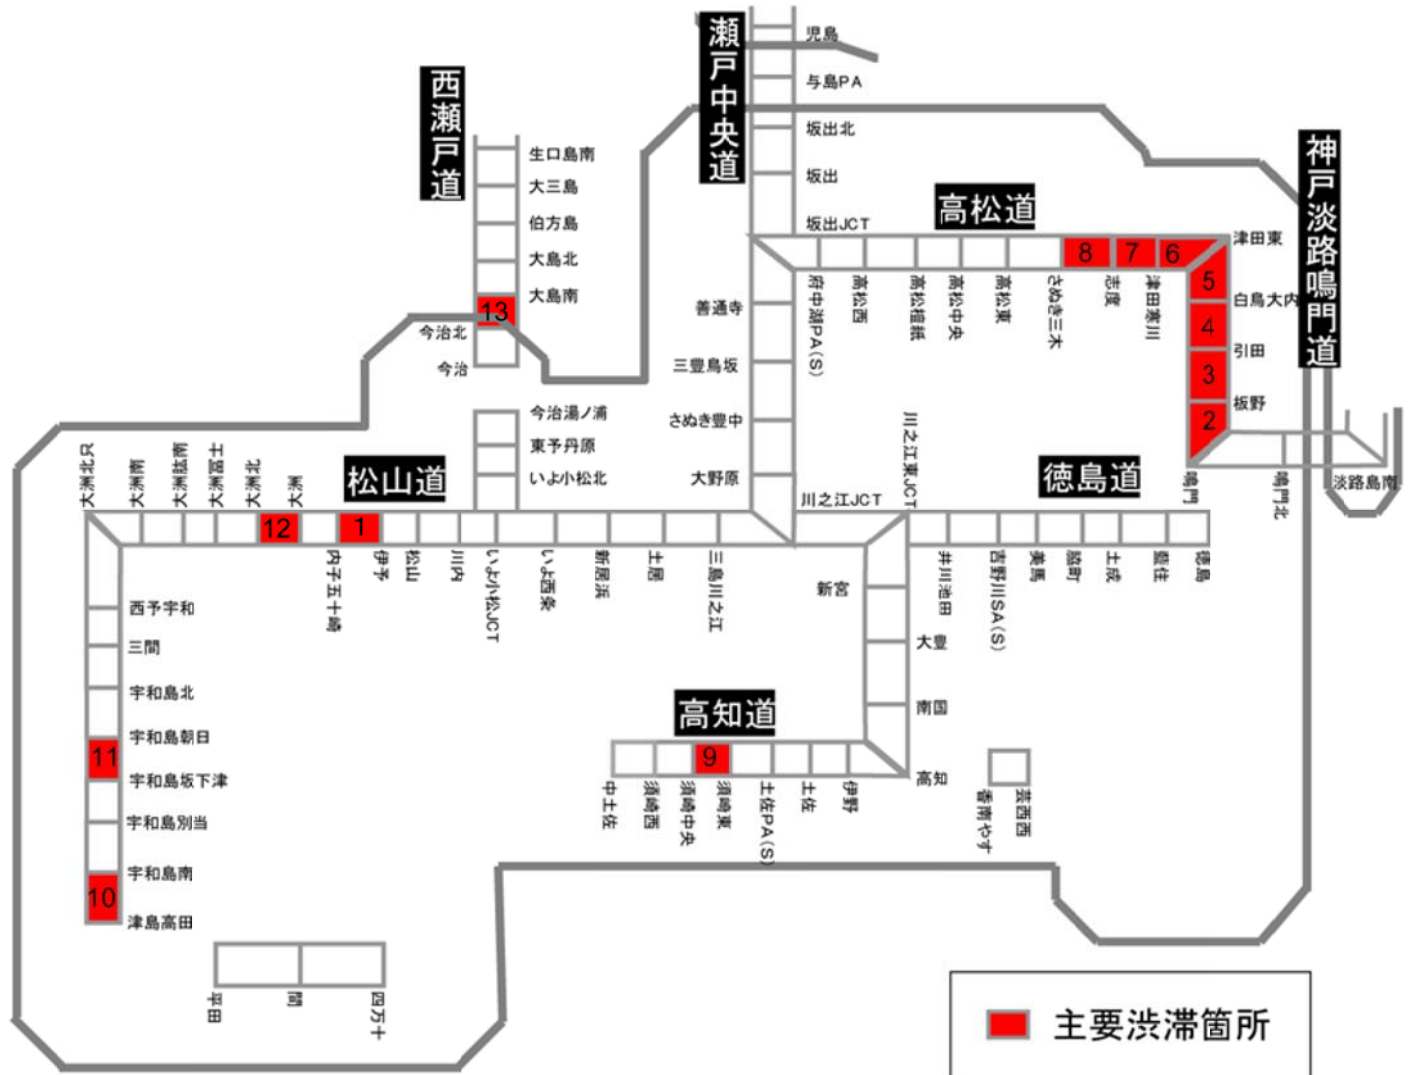 西瀬戸道
生口島南
大三島
伯方島
大島北
大島南
13
今治北
今治
今治湯ノ浦
東予丹原
いよ小松北
瀬戸中央道
児島
与島PA
坂出北
坂出
坂出JCT
善通寺
三豊鳥坂
さぬき豊中
大野原
川之江JCT
川之江東JCT
高松道
府中湖PA(S)
高松西
高松檀紙
高松中央
高松東
さぬき三木
8
志度
7
津田寒川
6
津田東
5
白鳥大内
4
引田
3
板野
2
鳴門
鳴門北
淡路島南
神戸淡路鳴門道
松山道
大洲北只
大洲南
大洲肱南
大洲冨士
大洲北
大洲
12
内子五十崎
1
伊予
松山
川内
いよ小松JCT
いよ西条
新居浜
土居
三島川之江
徳島道
井川池田
吉野川SA(S)
美馬
脇町
土成
藍住
徳島
新宮
大豊
南国
高知
高知道
中土佐
須崎西
須崎中央
9
須崎東
土佐PA(S)
土佐
伊野
香南やす
芸西西
西予宇和
三間
宇和島北
宇和島朝日
11
宇和島坂下津
宇和島別当
宇和島南
10
津島高田
平田
間
四万十
主要渋滞箇所